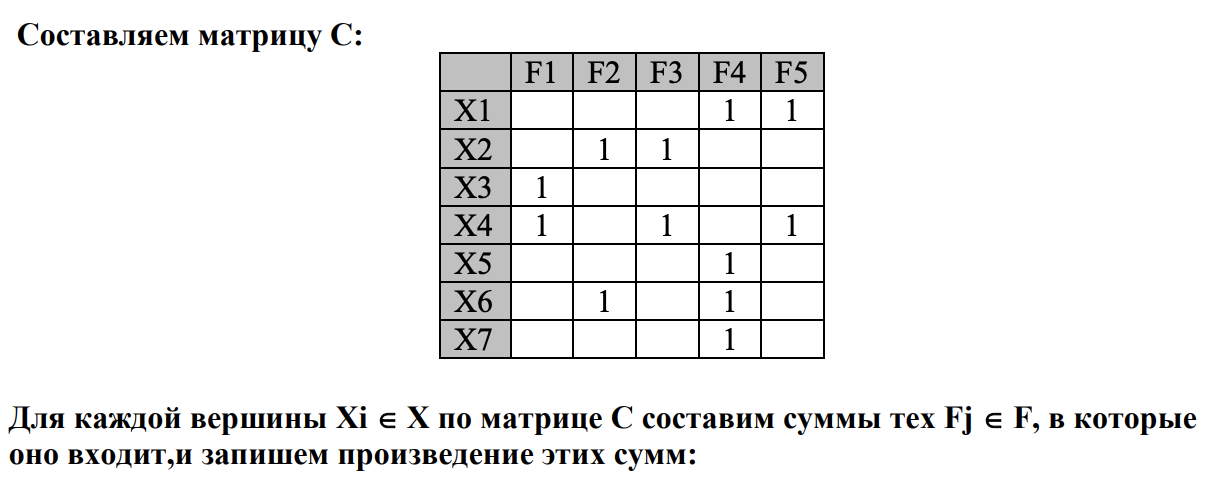 Составляем матрицу C:
F1 F2 F3 F4 F5
X1 1 1
X2 1 1
X3 1
X4 1 1 1
X5 1
X6 1 1
X7 1
Для каждой вершины Xi ∈ X по матрице C составим суммы тех Fj ∈ F, в которые
оно входит,и запишем произведение этих сумм: